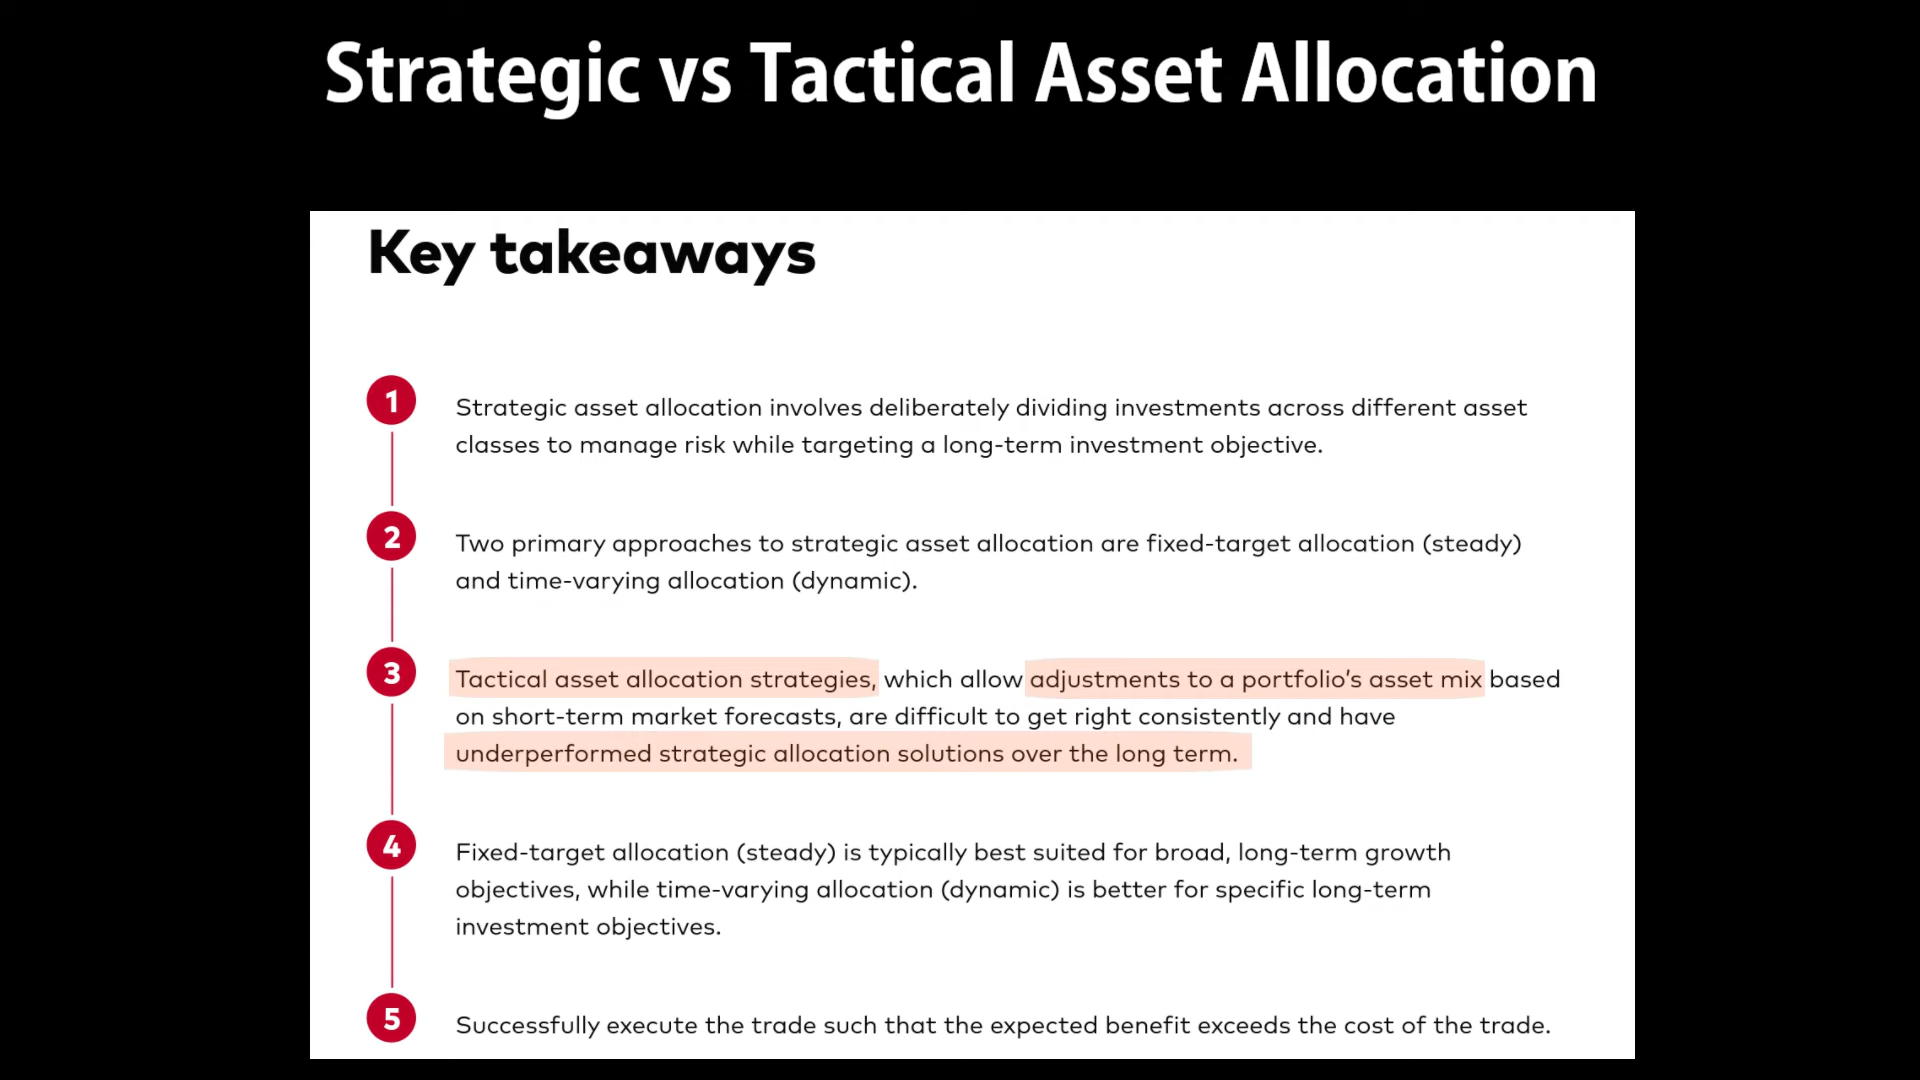 Strategic vs Tactical Asset Allocation
Key takeaways
1
Strategic asset allocation involves deliberately dividing investments across different asset
classes to manage risk while targeting a long-term investment objective.
2
Two primary approaches to strategic asset allocation are fixed-target allocation (steady)
and time-varying allocation (dynamic).
3
Tactical asset allocation strategies, which allow adjustments to a portfolio’s asset mix based
on short-term market forecasts, are difficult to get right consistently and have
underperformed strategic allocation solutions over the long term.
4
Fixed-target allocation (steady) is typically best suited for broad, long-term growth
objectives, while time-varying allocation (dynamic) is better for specific long-term
investment objectives.
5
Successfully execute the trade such that the expected benefit exceeds the cost of the trade.